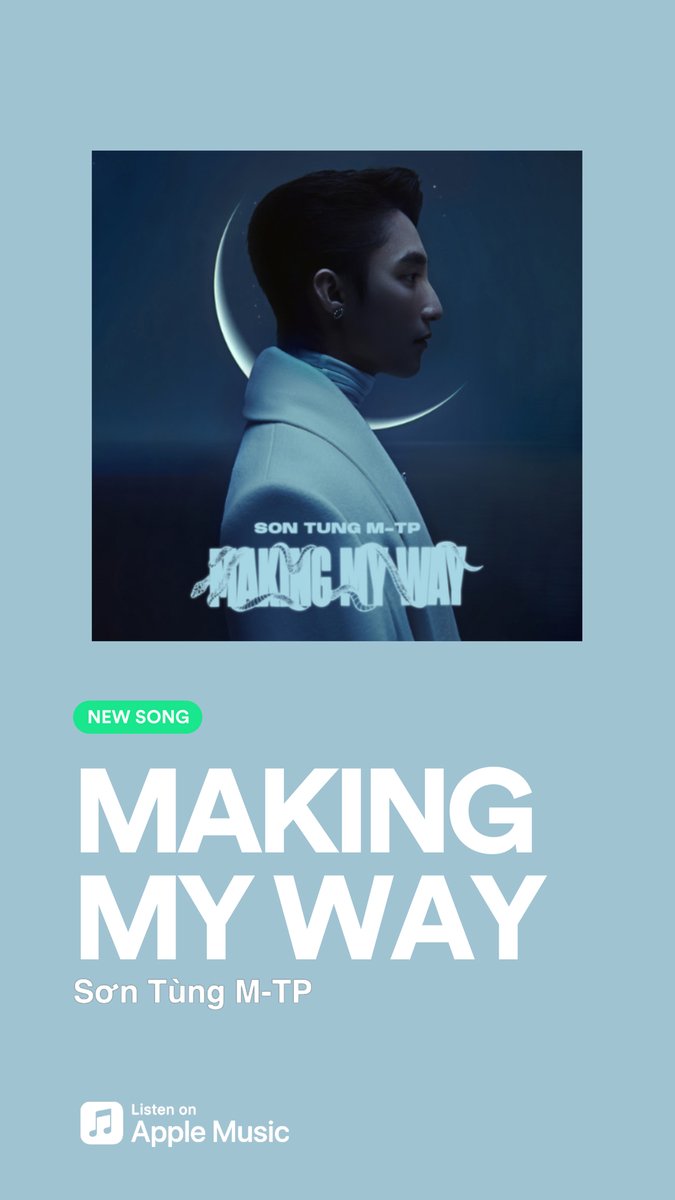 SON TUNG M-TP
MAKING MY WAY
NEW SONG
MAKING
MY WAY
Sơn Tùng M-TP
Listen on
Apple Music